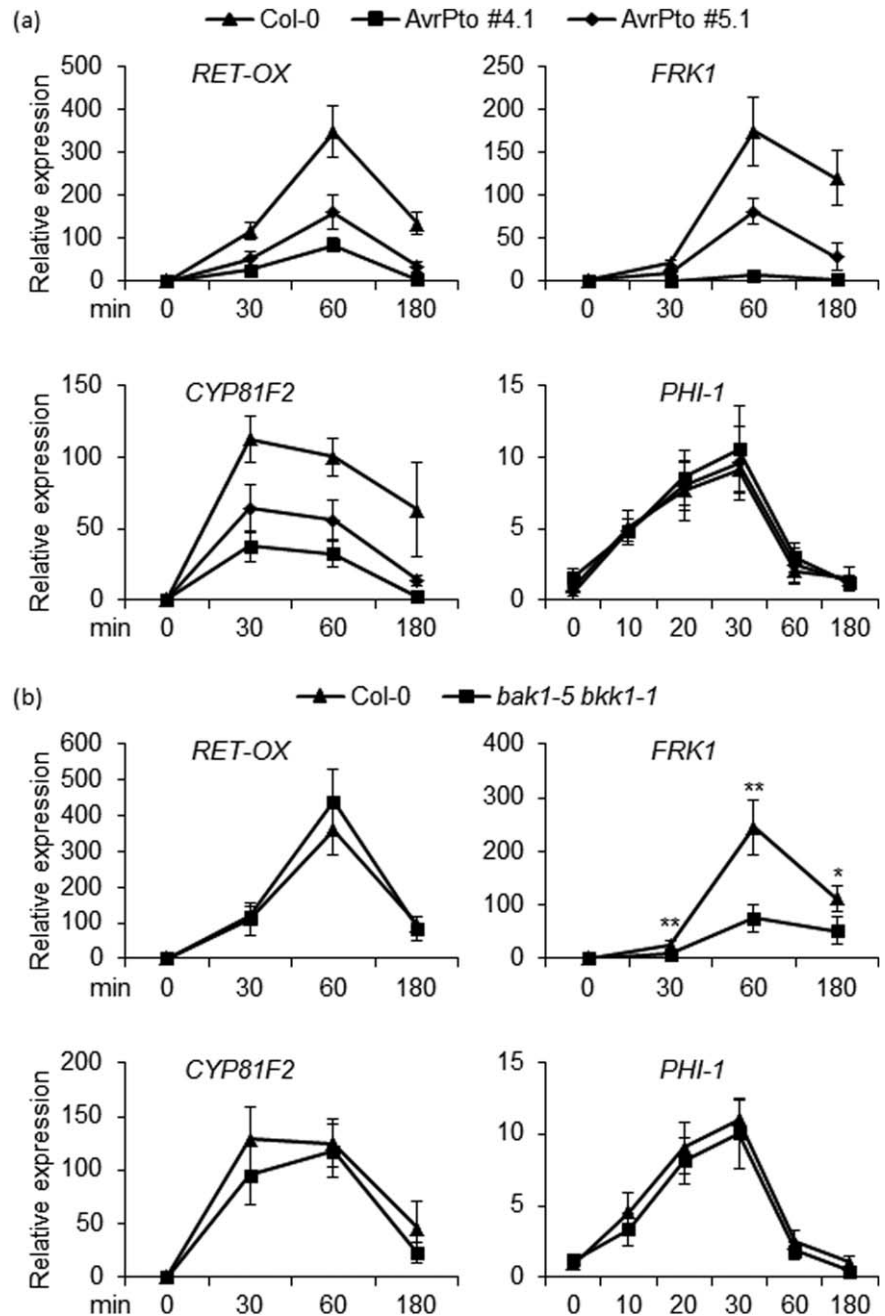 (a)
Col-0 AvrPto #4.1 AvrPto #5.1
RET-OX
Relative expression
500
400
300
200
100
0
min 0 30 60 180
FRK1
250
200
150
100
50
0
0 30 60 180
CYP81F2
Relative expression
150
100
50
0
min 0 30 60 180
PHI-1
15
10
5
0
0 10 20 30 60 180
(b)
Col-0 bak1-5 bkk1-1
RET-OX
Relative expression
600
500
400
300
200
100
0
min 0 30 60 180
FRK1
400
300
200
100
0
**
**
*
0 30 60 180
CYP81F2
Relative expression
200
150
100
50
0
min 0 30 60 180
PHI-1
15
10
5
0
0 10 20 30 60 180